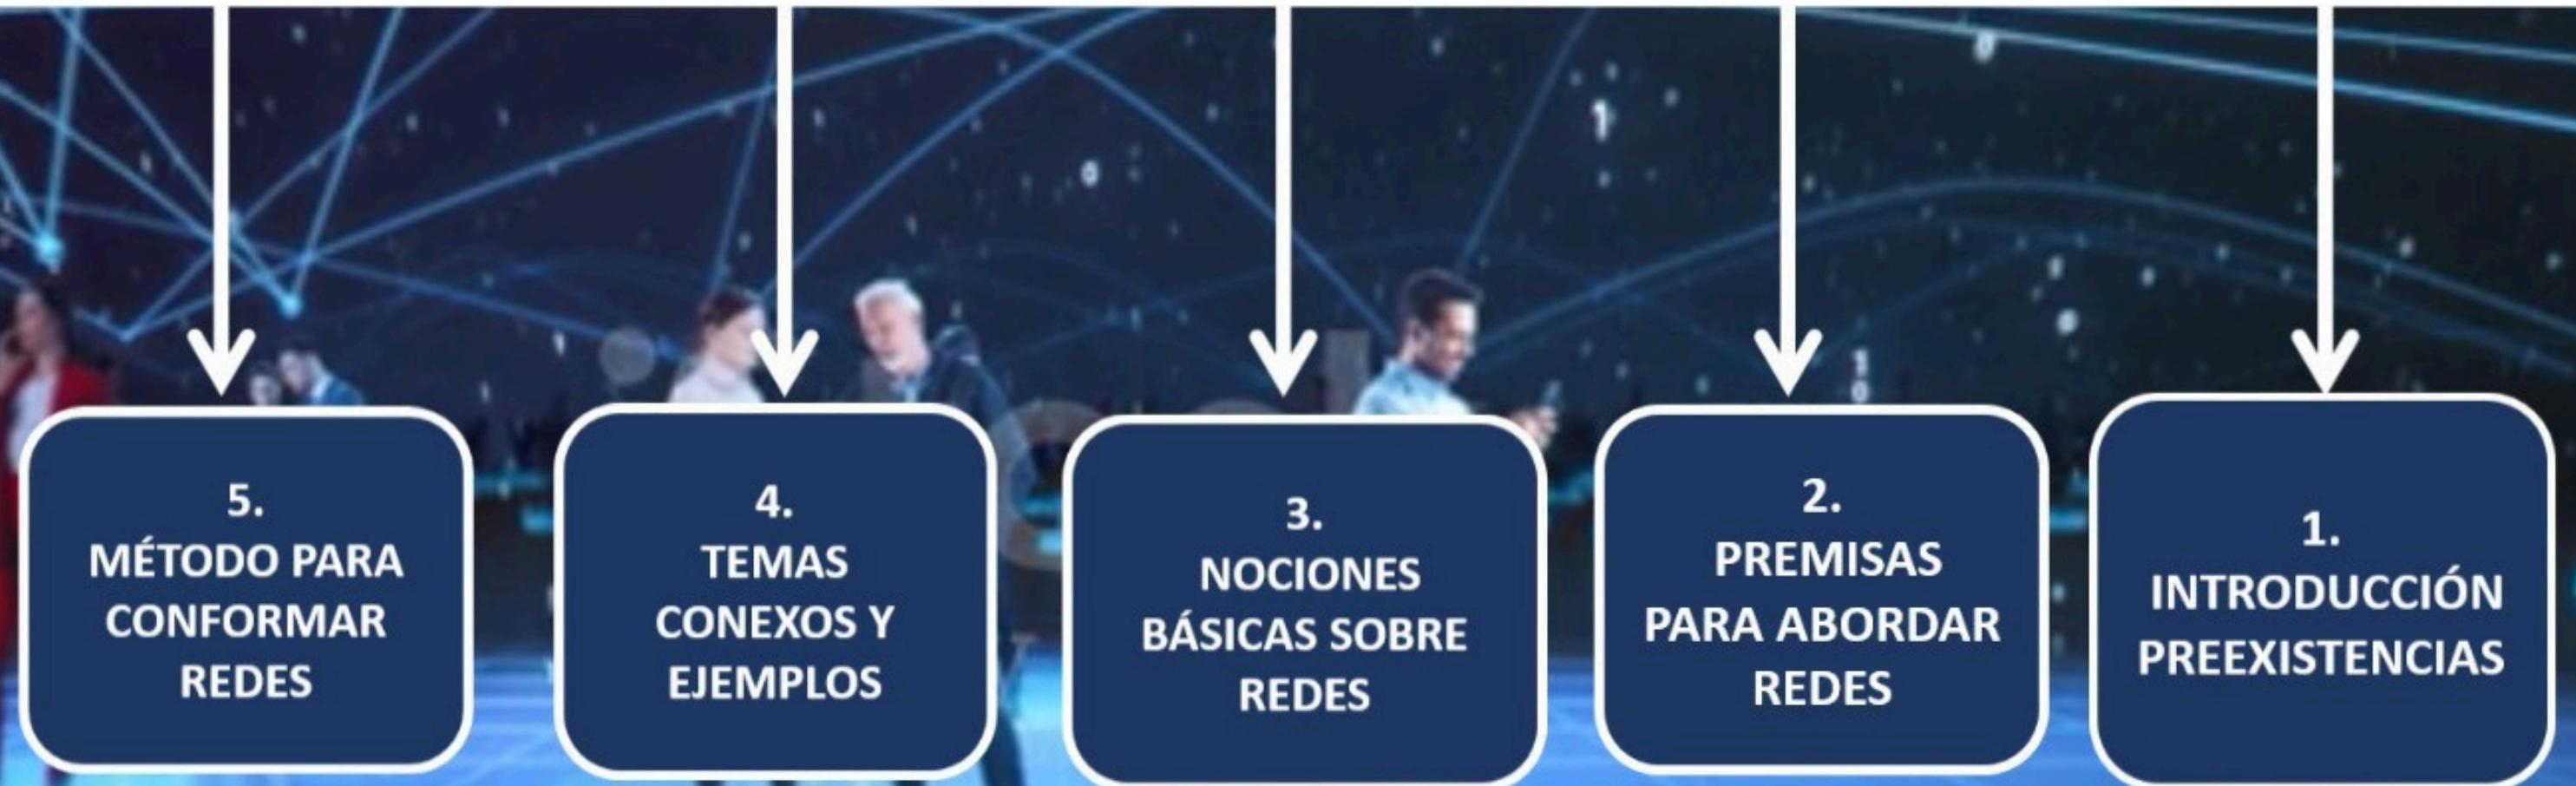 5.
MÉTODO PARA
CONFORMAR
REDES
4.
TEMAS
CONEXOS Y
EJEMPLOS
3.
NOCIONES
BÁSICAS SOBRE
REDES
2.
PREMISAS
PARA ABORDAR
REDES
1.
INTRODUCCIÓN
PREEXISTENCIAS